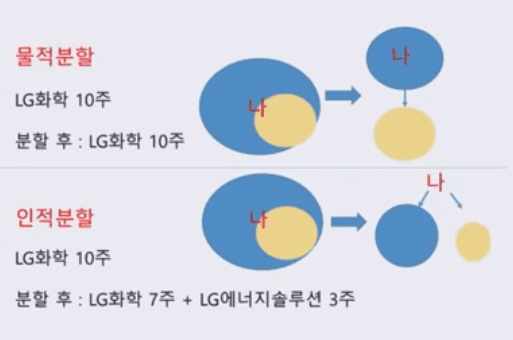 물적분할
LG화학 10주
분할 후 : LG화학 10주
나
나
인적분할
LG화학 10주
분할 후 : LG화학 7주 + LG에너지솔루션 3주
나
나